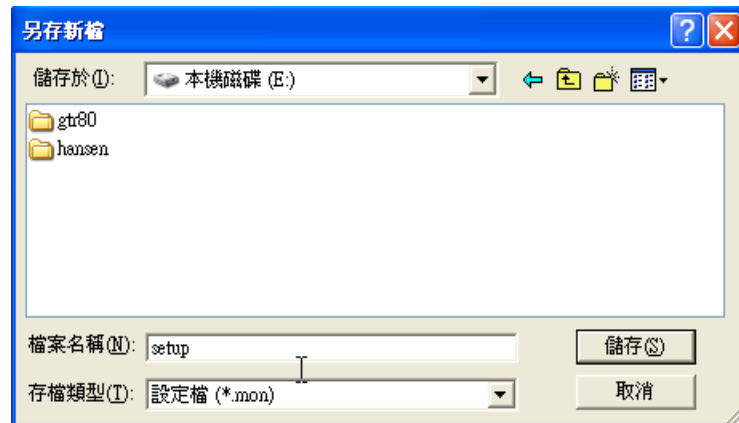 另存新檔
儲存於(I): 本機磁碟 (E:)
gtr80
hansen
檔案名稱(N): setup 儲存(S)
存檔類型(T): 設定檔 (*.mon) 取消